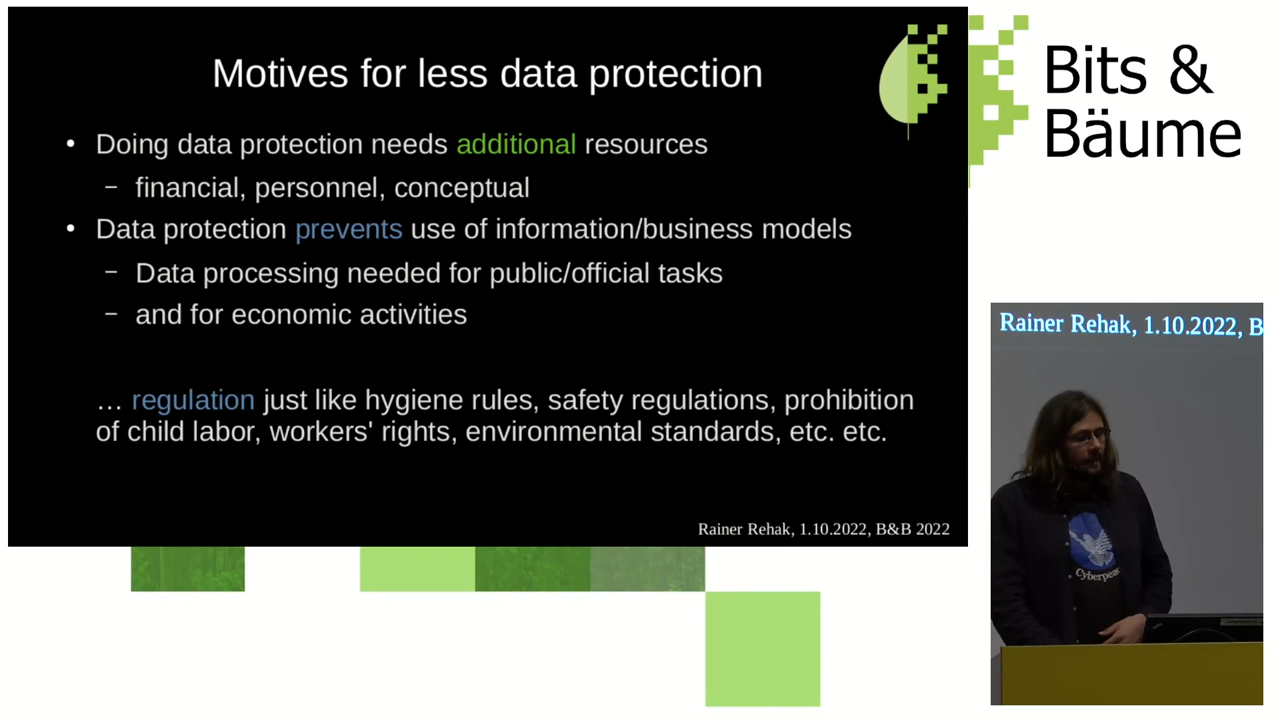 Motives for less data protection
• Doing data protection needs additional resources
– financial, personnel, conceptual
• Data protection prevents use of information/business models
– Data processing needed for public/official tasks
– and for economic activities
… regulation just like hygiene rules, safety regulations, prohibition
of child labor, workers' rights, environmental standards, etc. etc.
Rainer Rehak, 1.10.2022, B&B 2022
Bits &
Bäume
Rainer Rehak, 1.10.2022, B
Cyberpeac